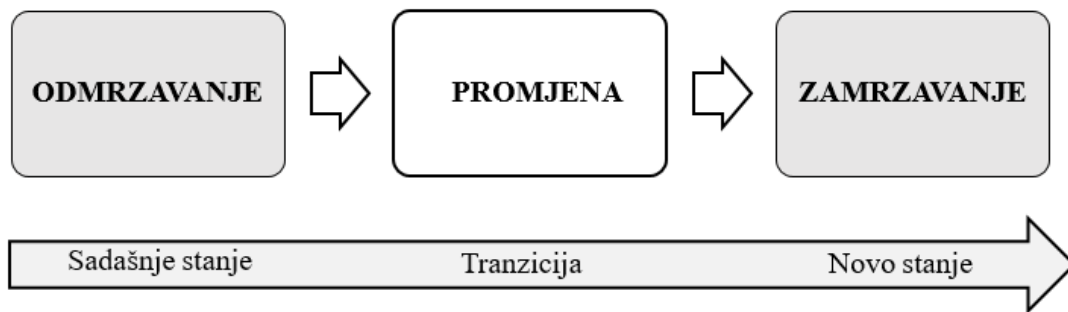 ODMRZAVANJE
PROMJENA
ZAMRZAVANJE
Sadašnje stanje
Tranzicija
Novo stanje